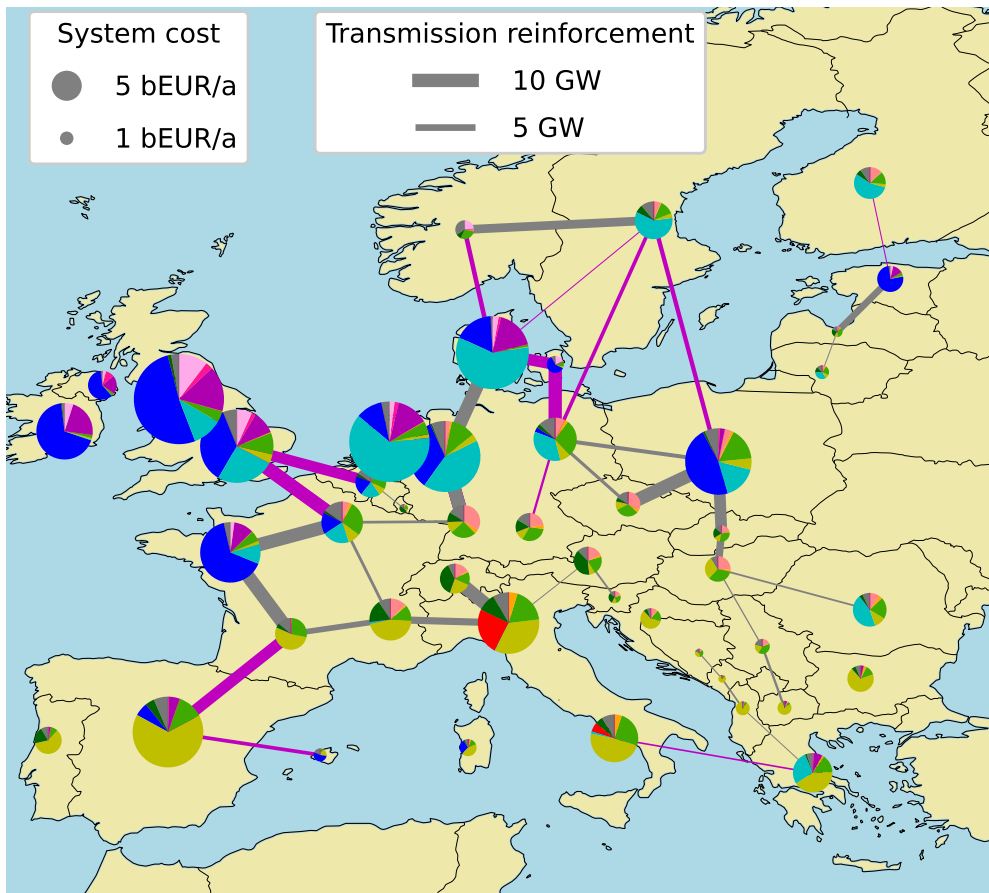 System cost
5 bEUR/a
1 bEUR/a
Transmission reinforcement
10 GW
5 GW